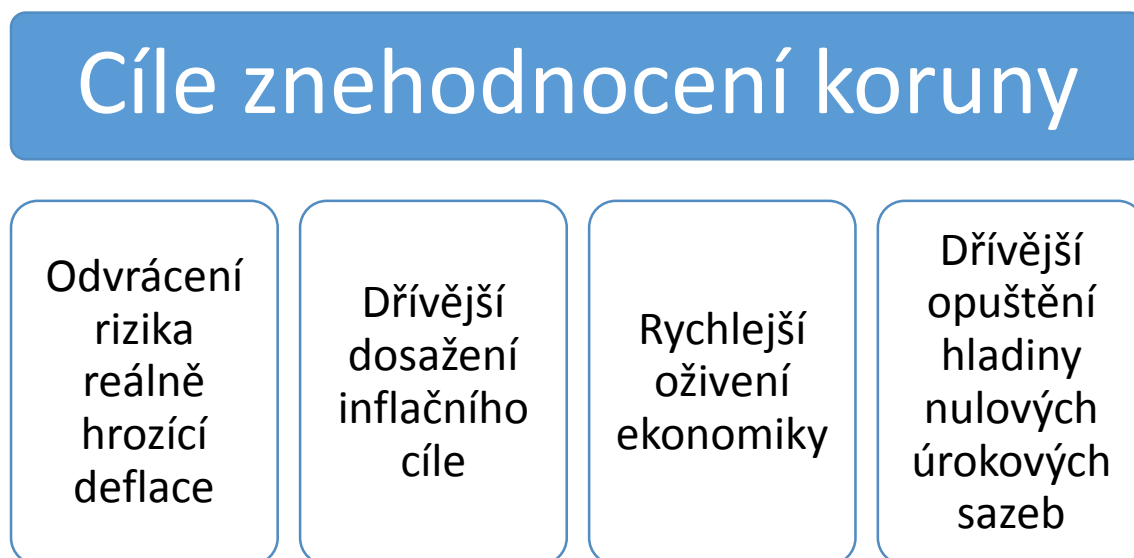 Cíle znehodnocení koruny
Odvrácení
rizika
reálně
hrozící
deflace
Dřívější
dosažení
inflačního
cíle
Rychlejší
oživení
ekonomiky
Dřívější
opuštění
hladiny
nulových
úrokových
sazeb